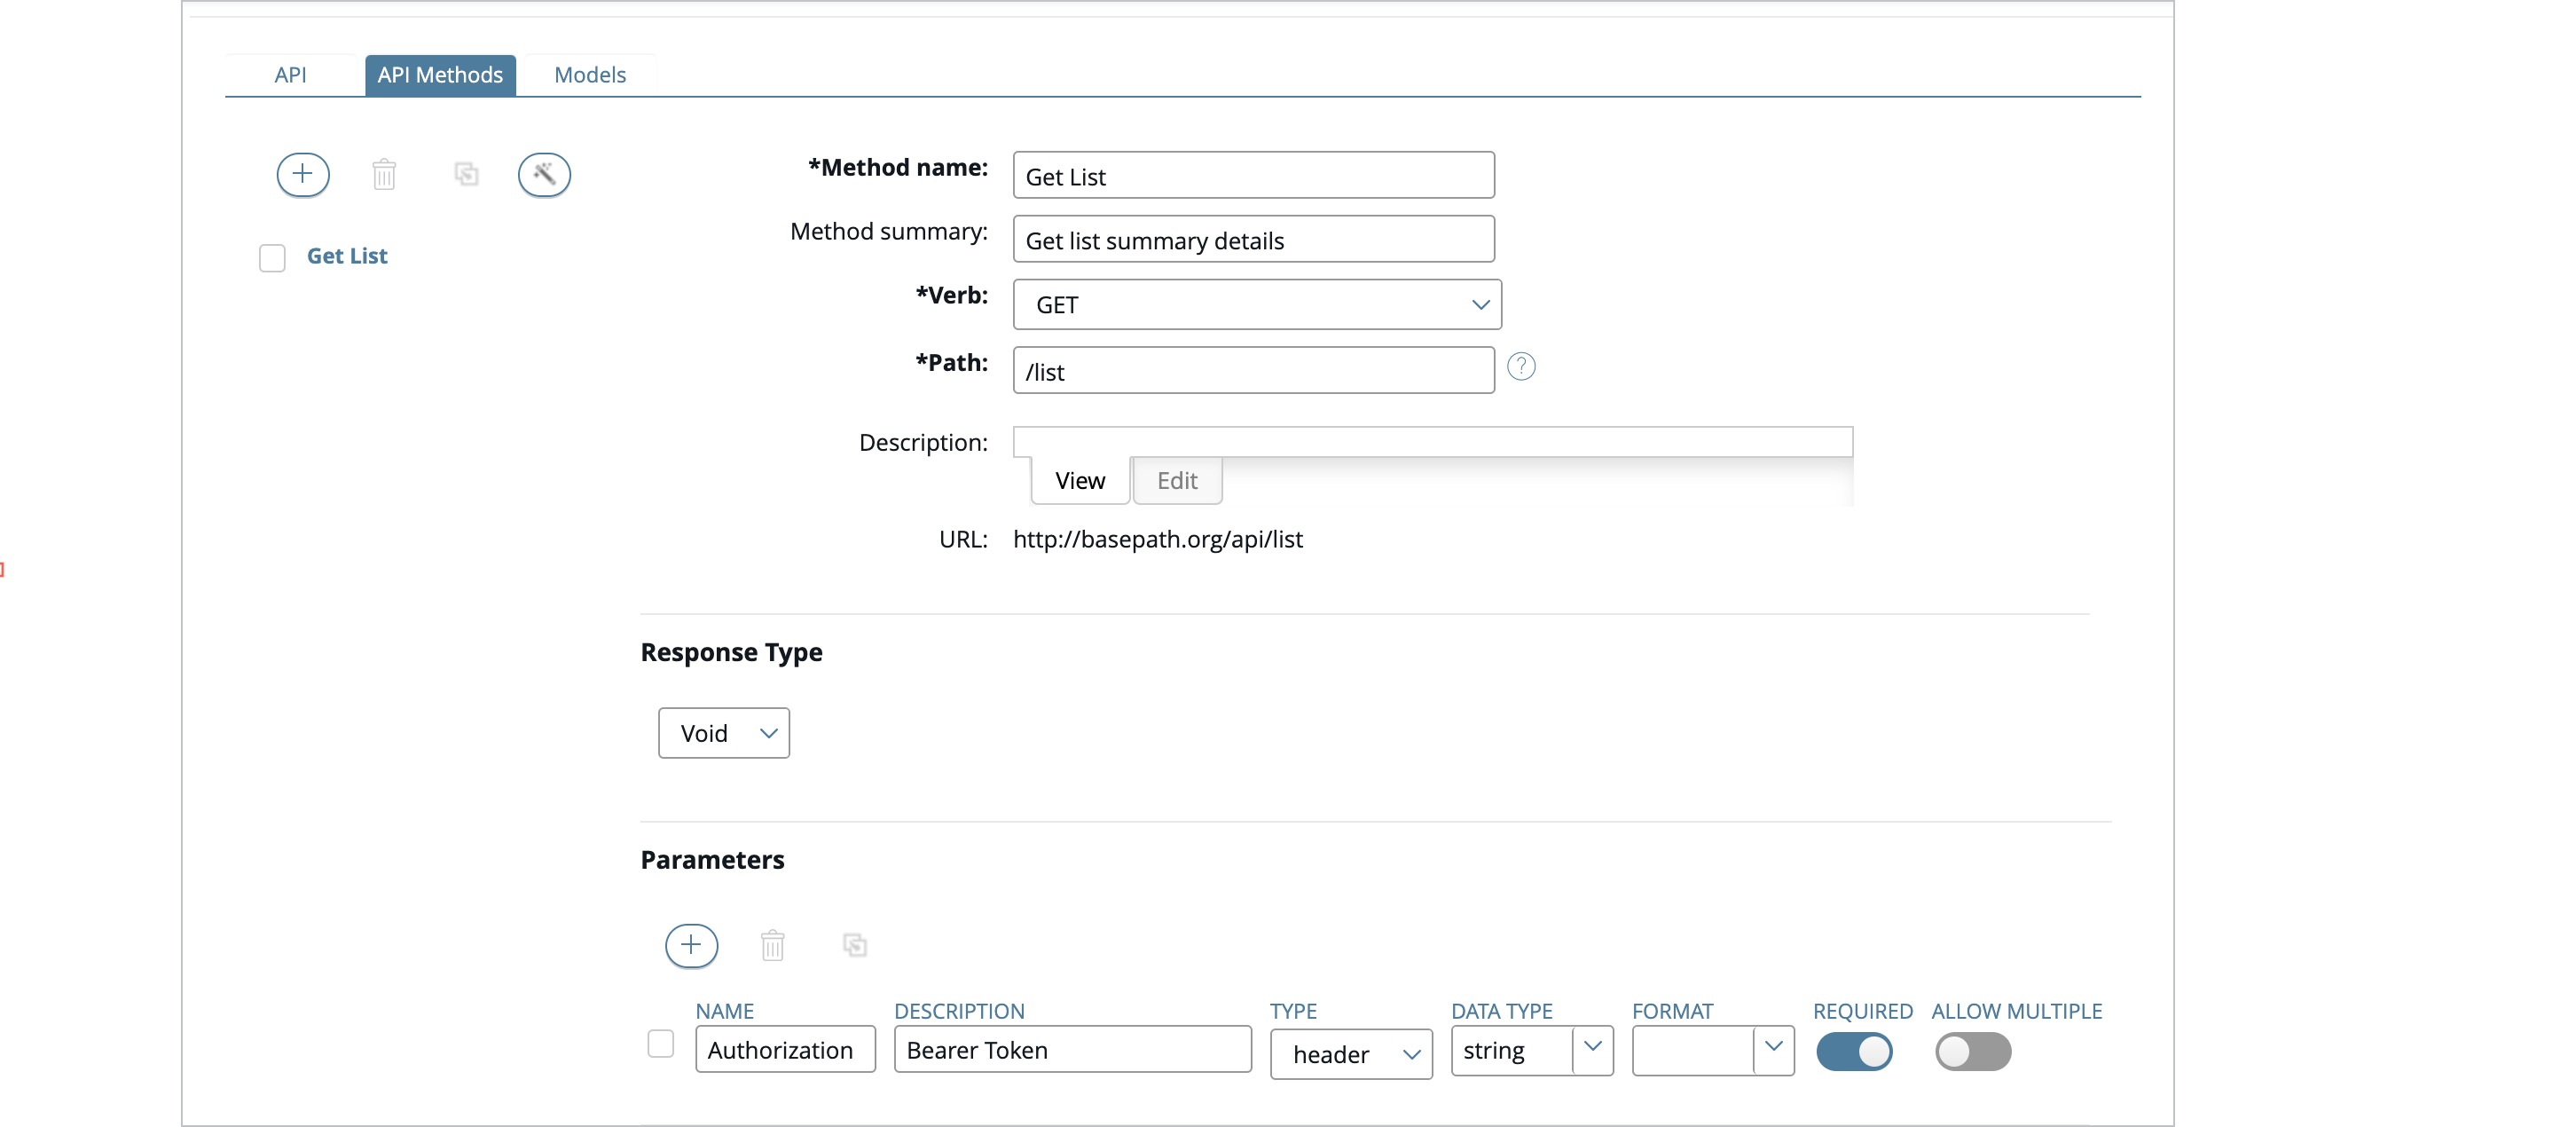 API API Methods Models
*Method name: Get List
Method summary: Get list summary details
Get List
*Verb: GET
*Path: /list ?
Description:
View Edit
URL: http://basepath.org/api/list
Response Type
Void
Parameters
NAME DESCRIPTION TYPE DATA TYPE FORMAT REQUIRED ALLOW MULTIPLE
Authorization Bearer Token header string